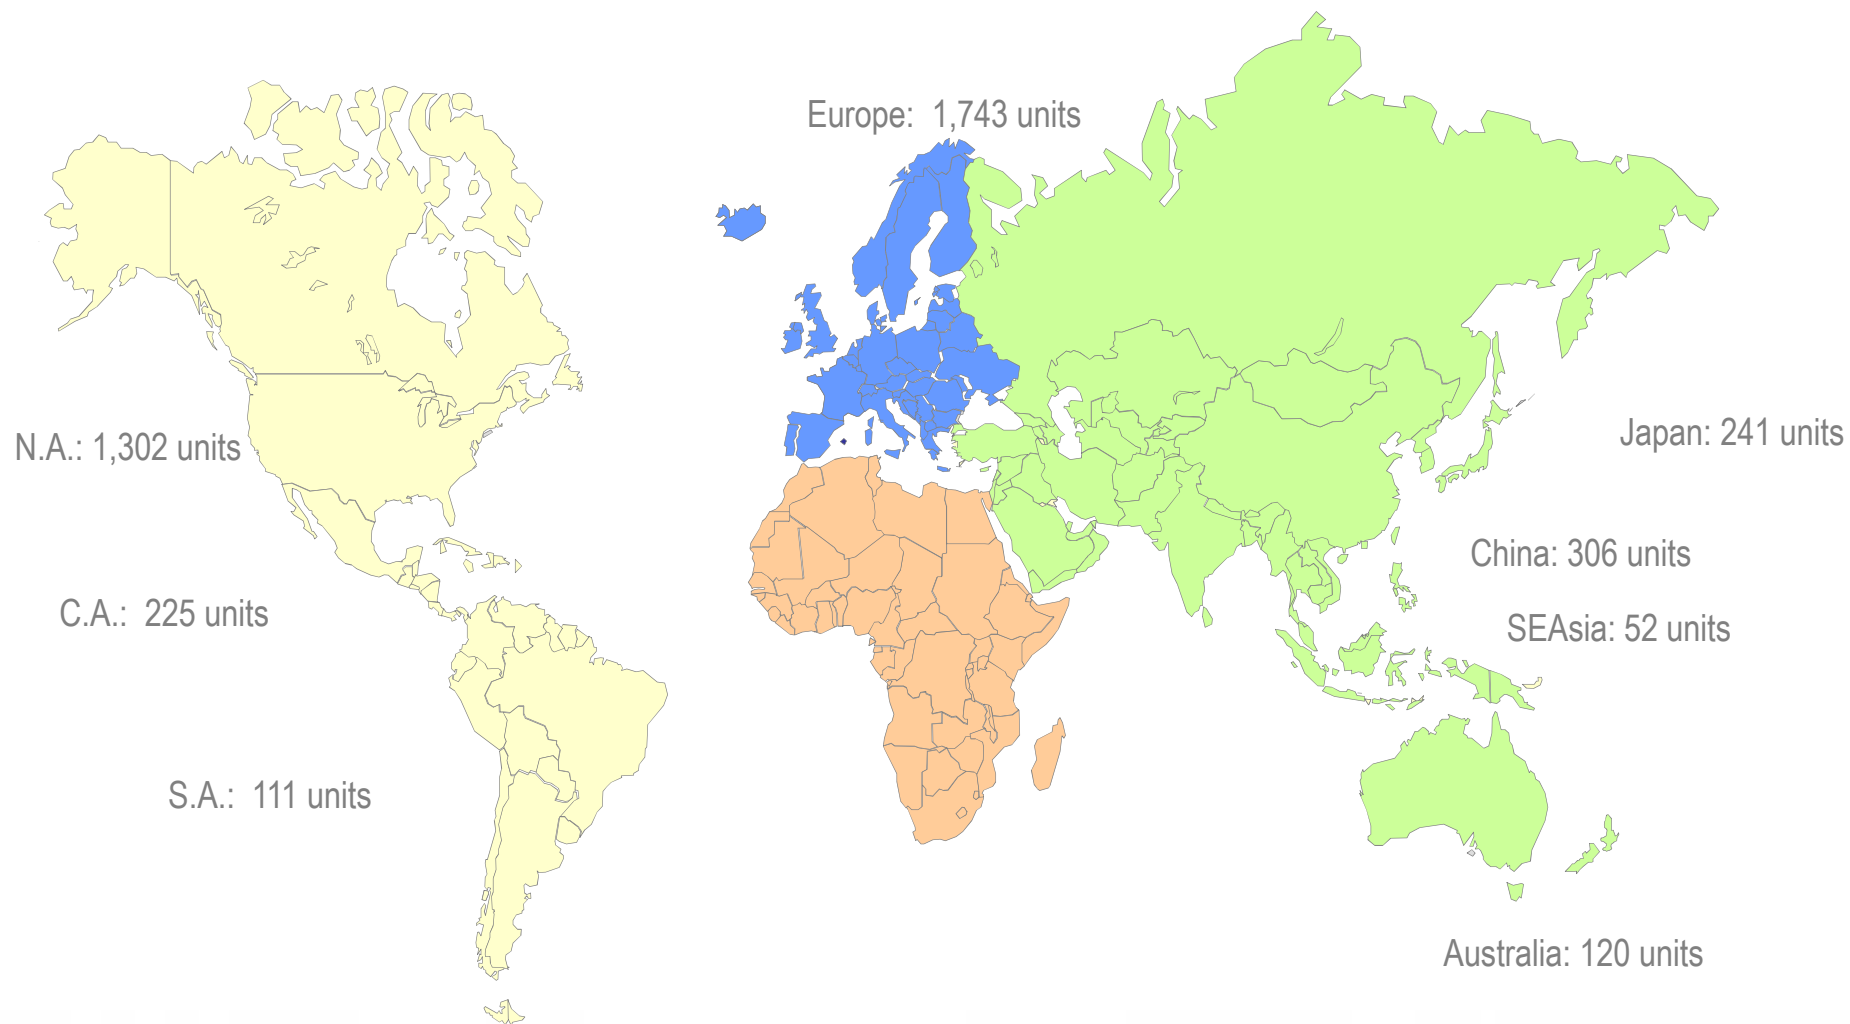 Europe:  1,743 units
N.A.: 1,302 units
Japan: 241 units
China: 306 units
C.A.:  225 units
SEAsia: 52 units
S.A.:  111 units
Australia: 120 units